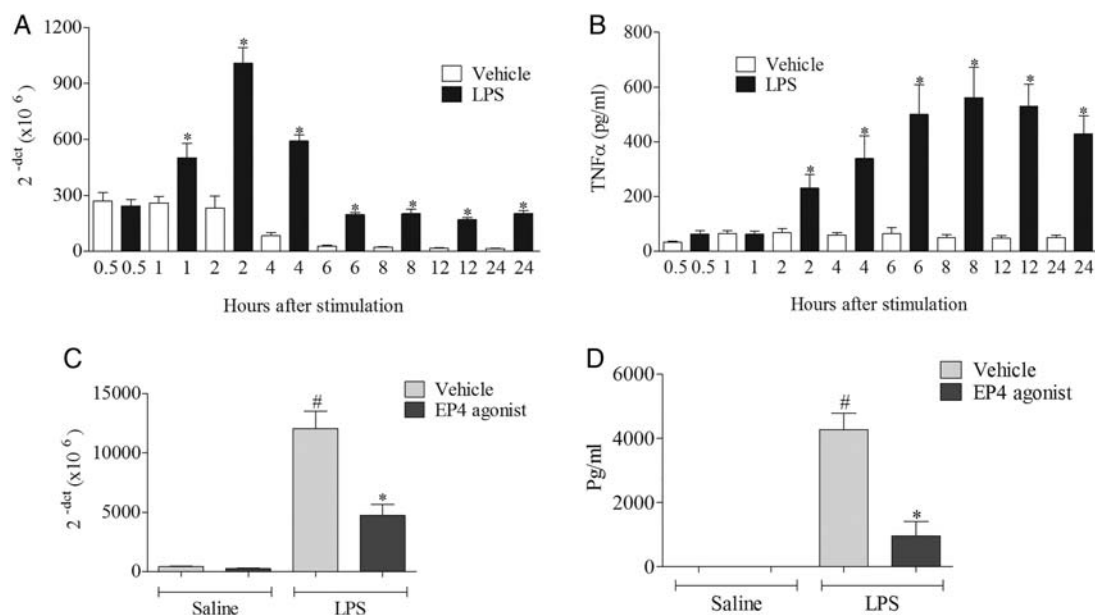 A
1200
900
600
300
0
2 -dct (x10 6)
Vehicle
LPS
* * * * * * *
0.5 0.5 1 1 2 2 4 4 6 6 8 8 12 12 24 24
Hours after stimulation
B
800
600
400
200
0
TNFα (pg/ml)
Vehicle
LPS
* * * * * *
0.5 0.5 1 1 2 2 4 4 6 6 8 8 12 12 24 24
Hours after stimulation
C
15000
10000
5000
0
2 -dct (x10 6)
Vehicle
EP4 agonist
#
*
Saline LPS
D
6000
4000
2000
0
Pg/ml
Vehicle
EP4 agonist
#
*
Saline LPS